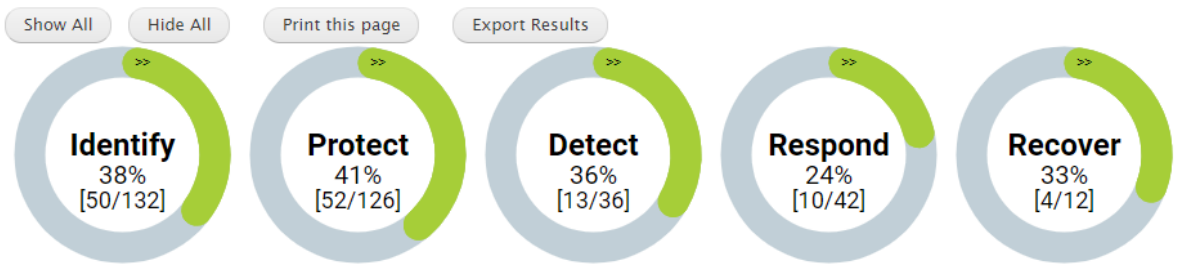 Show All Hide All Print this page Export Results
>> >> >> >> >>
Identify Protect Detect Respond Recover
38% 41% 36% 24% 33%
[50/132] [52/126] [13/36] [10/42] [4/12]